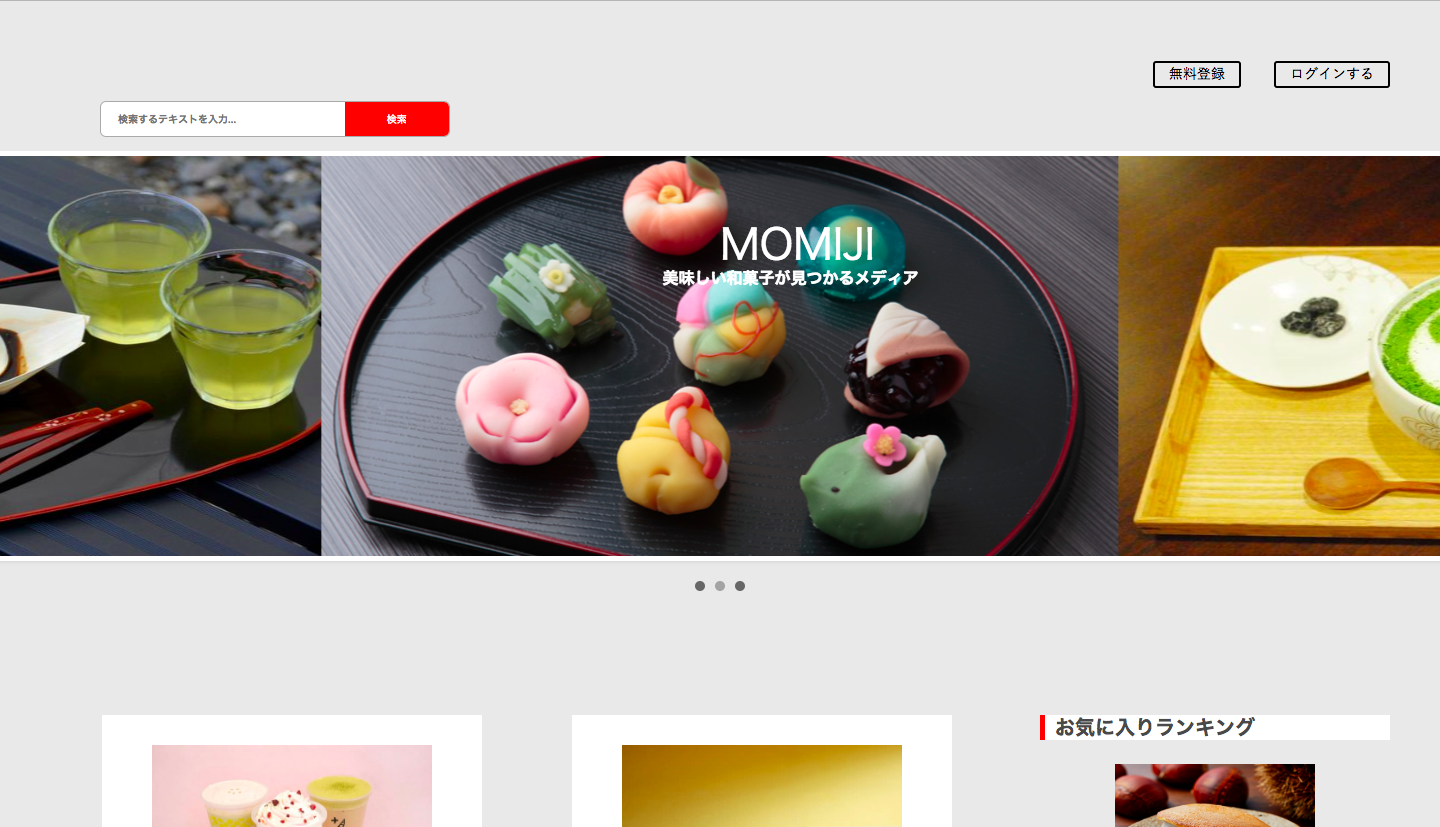 無料登録
ログインする
検索するテキストを入力...
検索
MOMIJI
美味しい和菓子が見つかるメディア
お気に入りランキング